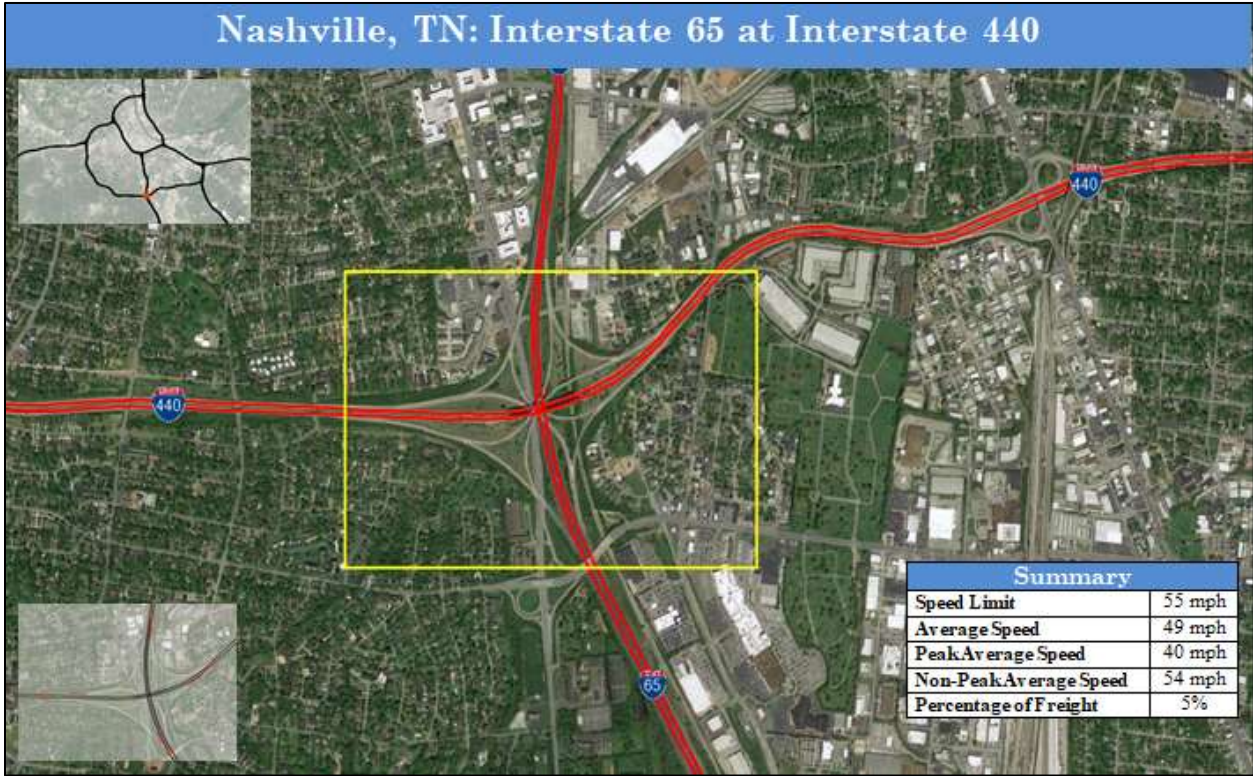 Nashville, TN: Interstate 65 at Interstate 440
440
440
65
Summary
Speed Limit 55 mph
Average Speed 49 mph
Peak Average Speed 40 mph
Non-Peak Average Speed 54 mph
Percentage of Freight 5%